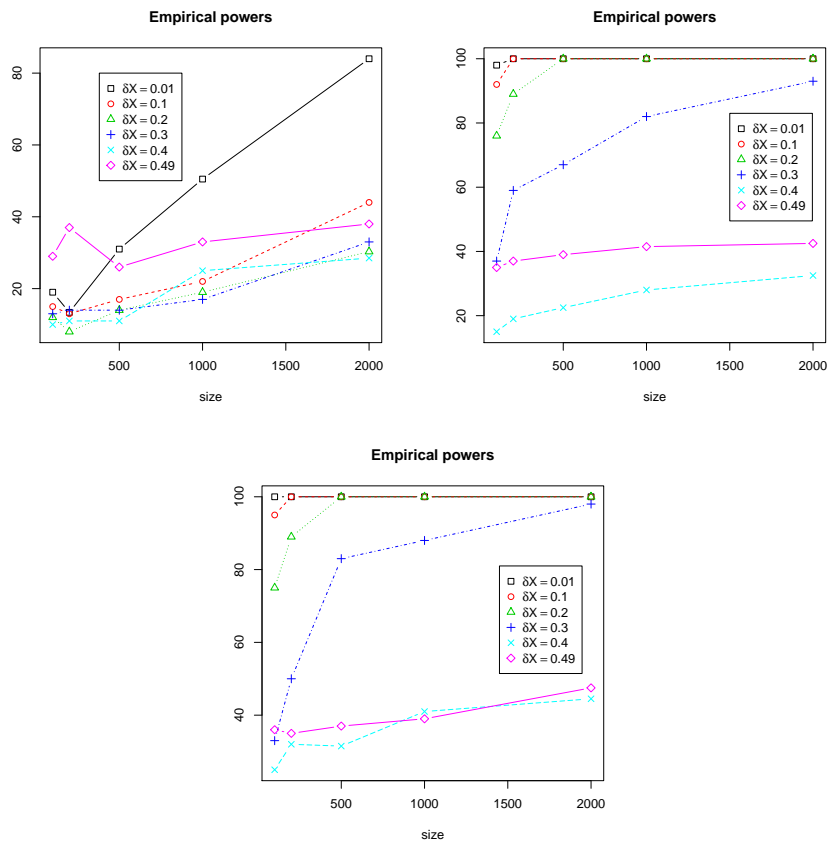 Empirical powers
20
40
60
80
δX = 0.01
δX = 0.1
δX = 0.2
δX = 0.3
δX = 0.4
δX = 0.49
500
1000
1500
2000
size
Empirical powers
20
40
60
80
100
δX = 0.01
δX = 0.1
δX = 0.2
δX = 0.3
δX = 0.4
δX = 0.49
500
1000
1500
2000
size
Empirical powers
40
60
80
100
δX = 0.01
δX = 0.1
δX = 0.2
δX = 0.3
δX = 0.4
δX = 0.49
500
1000
1500
2000
size